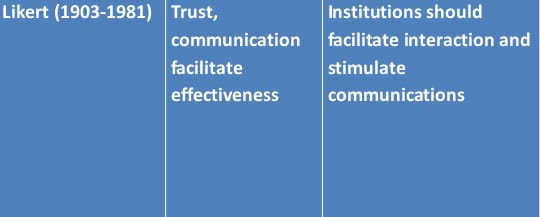 Likert (1903-1981)
Trust,
communication
facilitate
effectiveness
Institutions should
facilitate interaction and
stimulate
communications